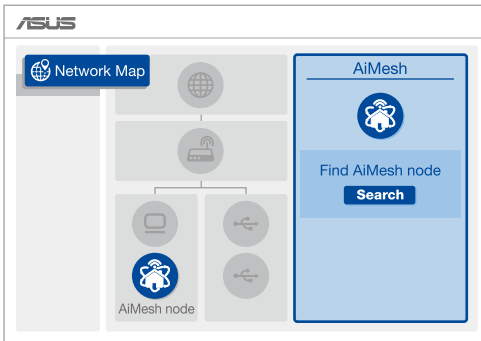 ASUS
Network Map
AiMesh
Find AiMesh node
Search
AiMesh node